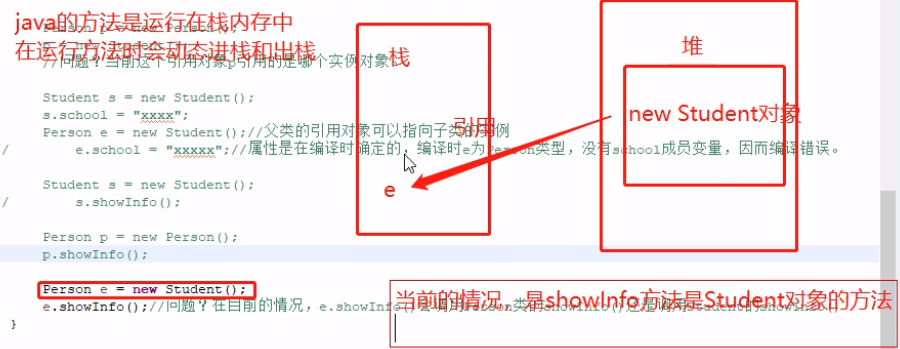 java的方法是运行在栈内存中
在运行方法时会动态进栈和出栈
Person p = new Person();
p = new Student();
//问题？当前这个引用对象p引用的是哪个实例对象
栈
堆
Student s = new Student();
s.school = "xxxx";
new Student对象
引用
Person e = new Student();//父类的引用对象可以指向子类的实例
// e.school = "xxxxx";//属性是在编译时确定的，编译时e为Person类型，没有school成员变量，因而编译错误。
e
Student s = new Student();
// s.showInfo();
Person p = new Person();
p.showInfo();
Person e = new Student();
e.showInfo();//问题？在目前的情况，e.showInfo
当前的情况，是showInfo方法是Student对象的方法
}